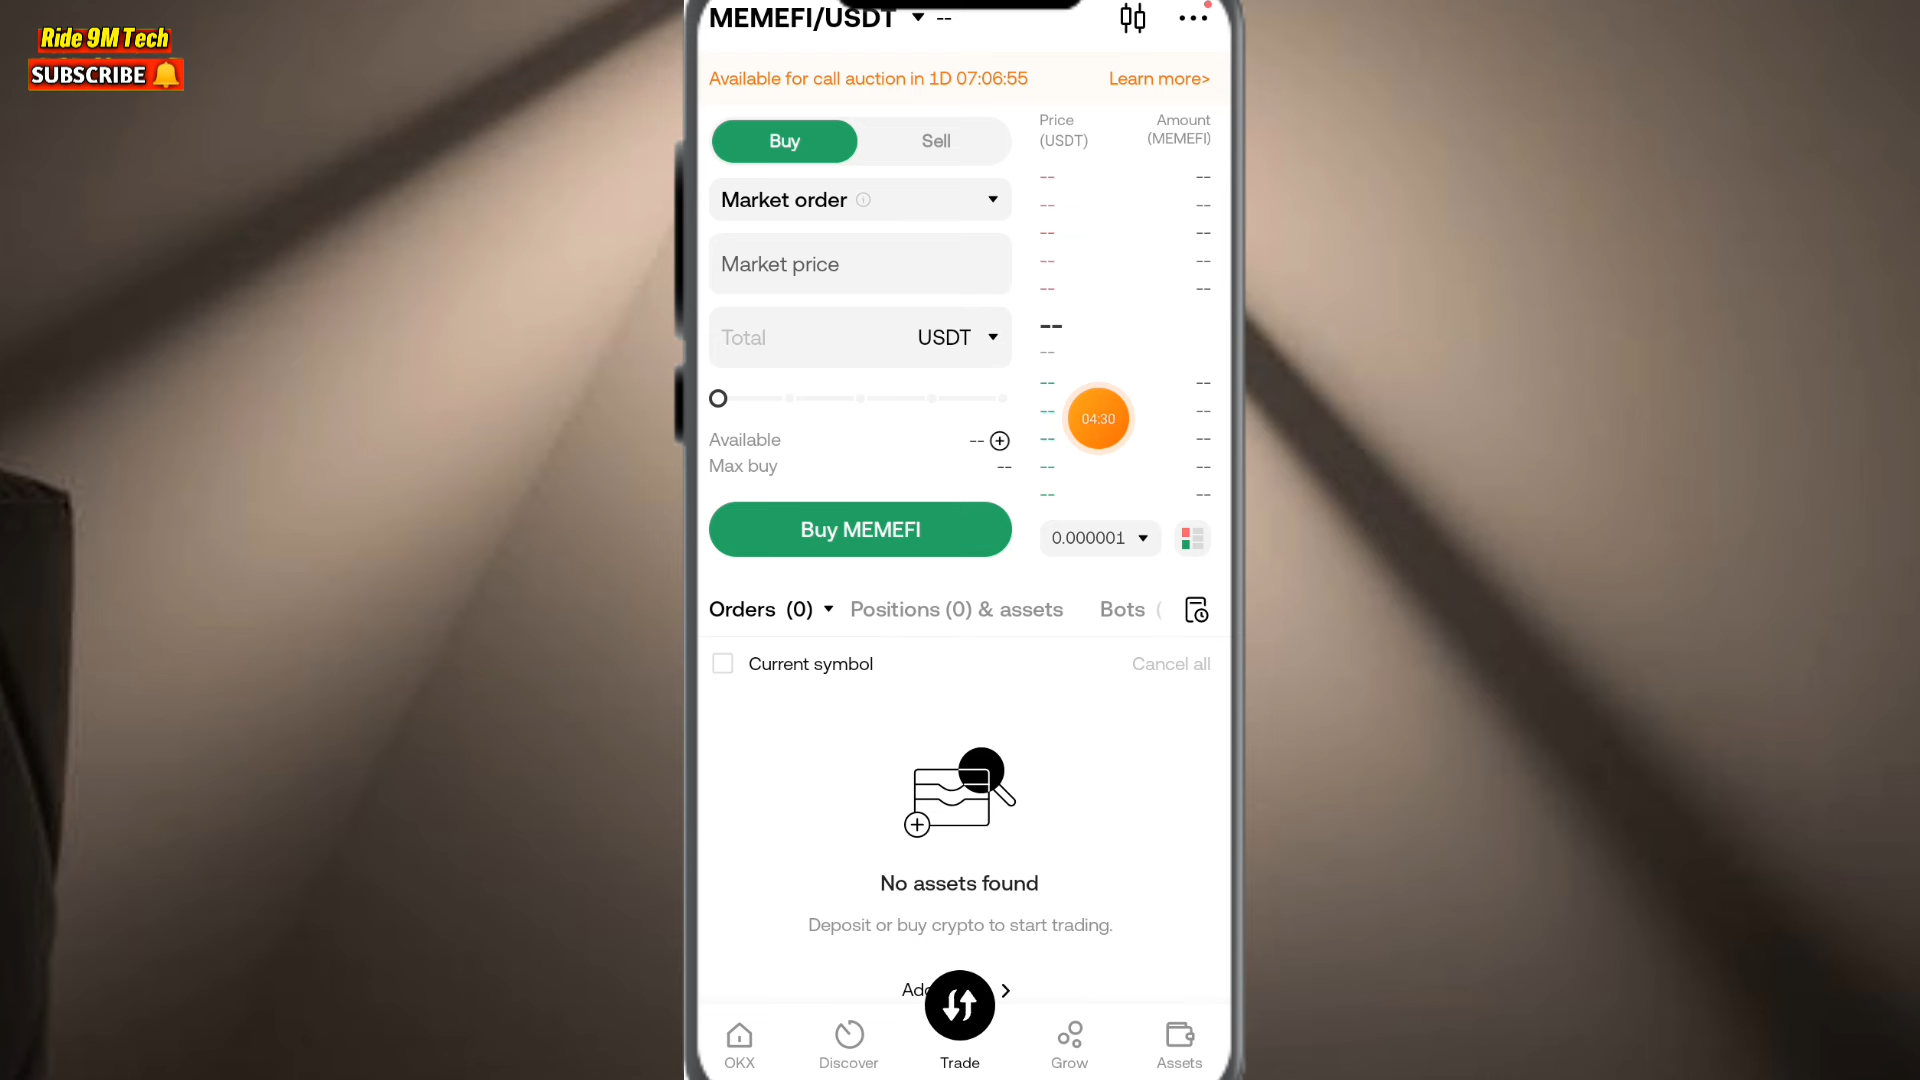 Ride 9M Tech
SUBSCRIBE
MEMEFI/USDT --
Available for call auction in 1D 07:06:55 Learn more>
Buy Sell
Market order
Market price
Total USDT
Available --
Max buy --
Buy MEMEFI
Price Amount
(USDT) (MEMEFI)
-- --
-- --
-- --
-- --
-- --
--
--
-- --
-- --
-- --
-- --
-- --
04:30
0.000001
Orders (0) Positions (0) & assets Bots (
Current symbol Cancel all
No assets found
Deposit or buy crypto to start trading.
OKX Discover Trade Grow Assets